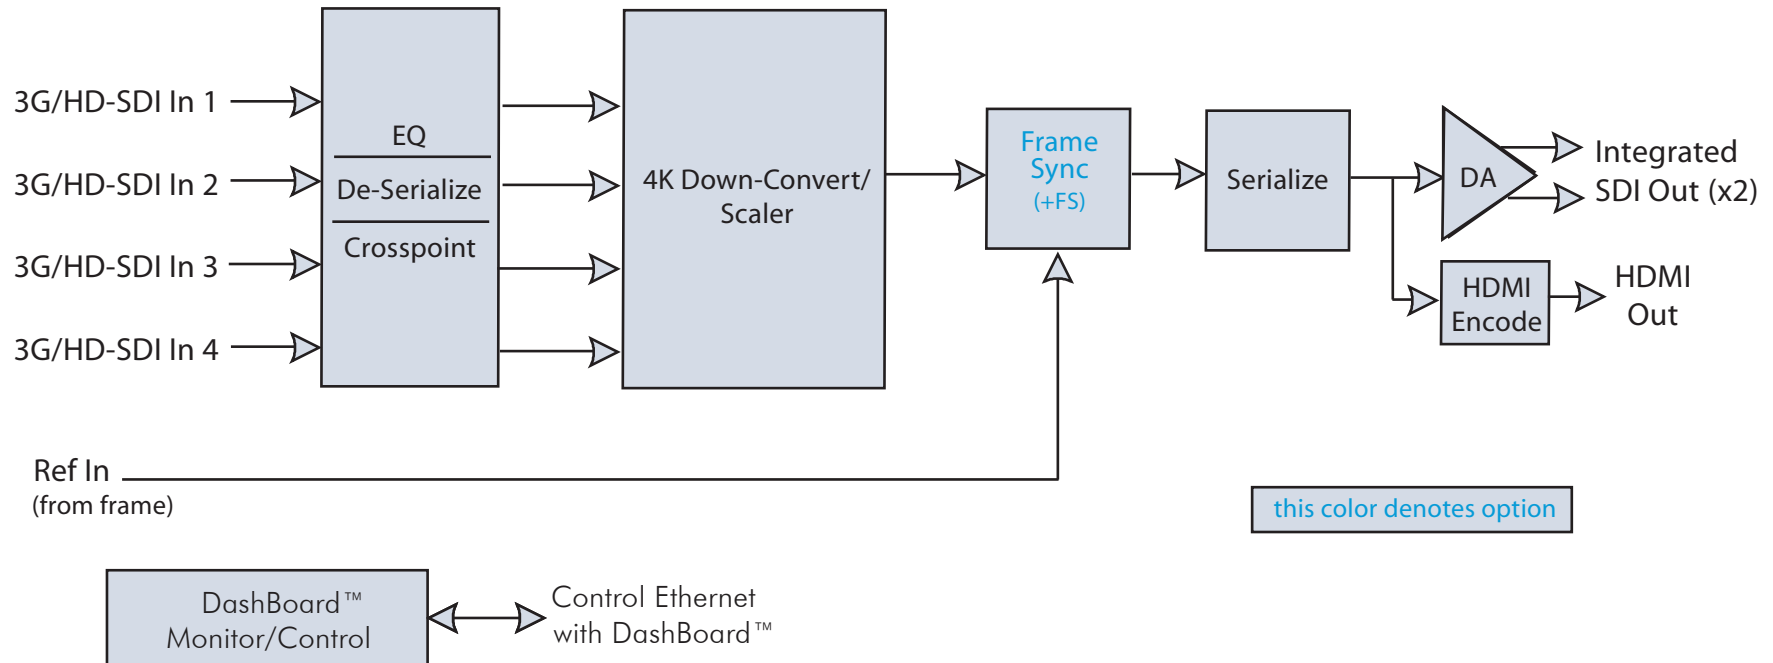 3G/HD-SDI In 1
3G/HD-SDI In 2
3G/HD-SDI In 3
3G/HD-SDI In 4
EQ
De-Serialize
Crosspoint
4K Down-Convert/
Scaler
Frame
Sync
(+FS)
Serialize
DA
Integrated
SDI Out (x2)
HDMI
Encode
HDMI
Out
Ref In
(from frame)
this color denotes option
DashBoard™
Monitor/Control
Control Ethernet
with DashBoard™